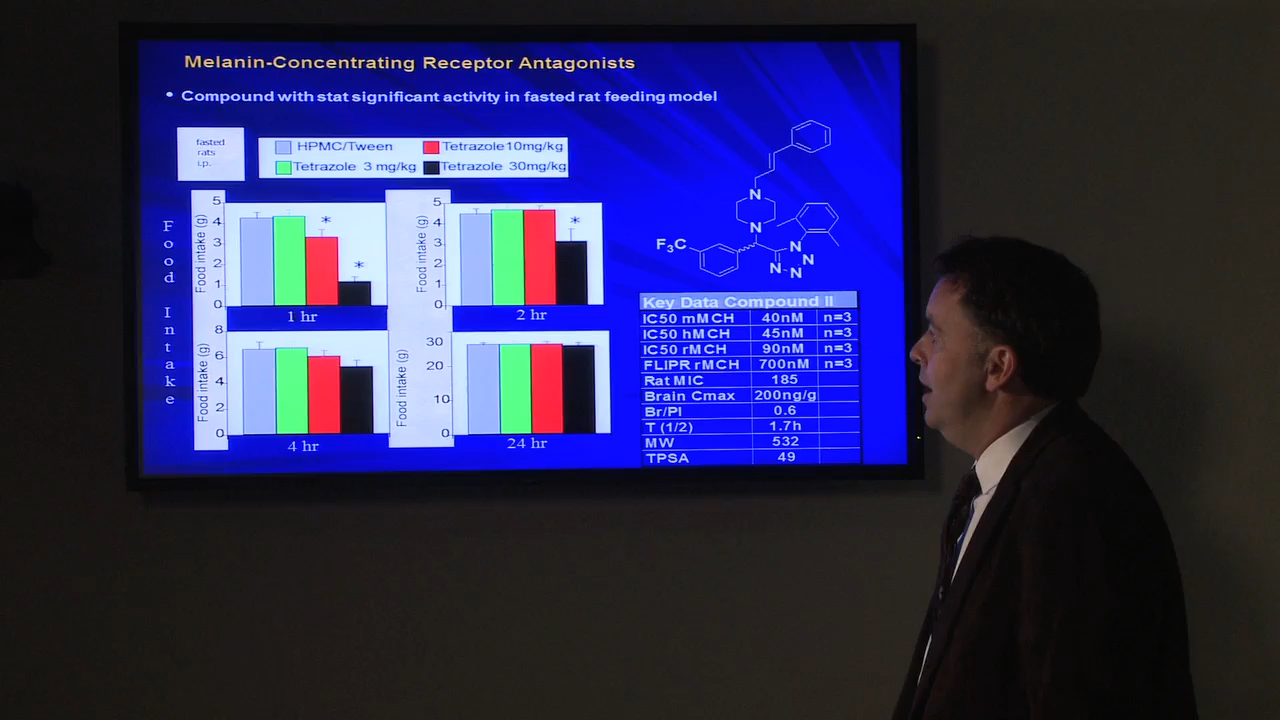 Melanin-Concentrating Receptor Antagonists
• Compound with stat significant activity in fasted rat feeding model
fasted
rats
i.p.
HPMC/Tween
Tetrazole10mg/kg
Tetrazole 3 mg/kg
Tetrazole 30mg/kg
Food Intake
Food intake (g)
5
4
3
2
1
0
*
*
1 hr
Food intake (g)
5
4
3
2
1
0
*
2 hr
Food intake (g)
8
6
4
2
0
4 hr
Food intake (g)
30
20
10
0
24 hr
N
N
F3C
N
N
N
N
Key Data Compound II
IC50 mMCH 40nM n=3
IC50 hMCH 45nM n=3
IC50 rMCH 90nM n=3
FLIPR rMCH 700nM n=3
Rat MIC 185
Brain Cmax 200ng/g
Br/Pl 0.6
T (1/2) 1.7h
MW 532
TPSA 49